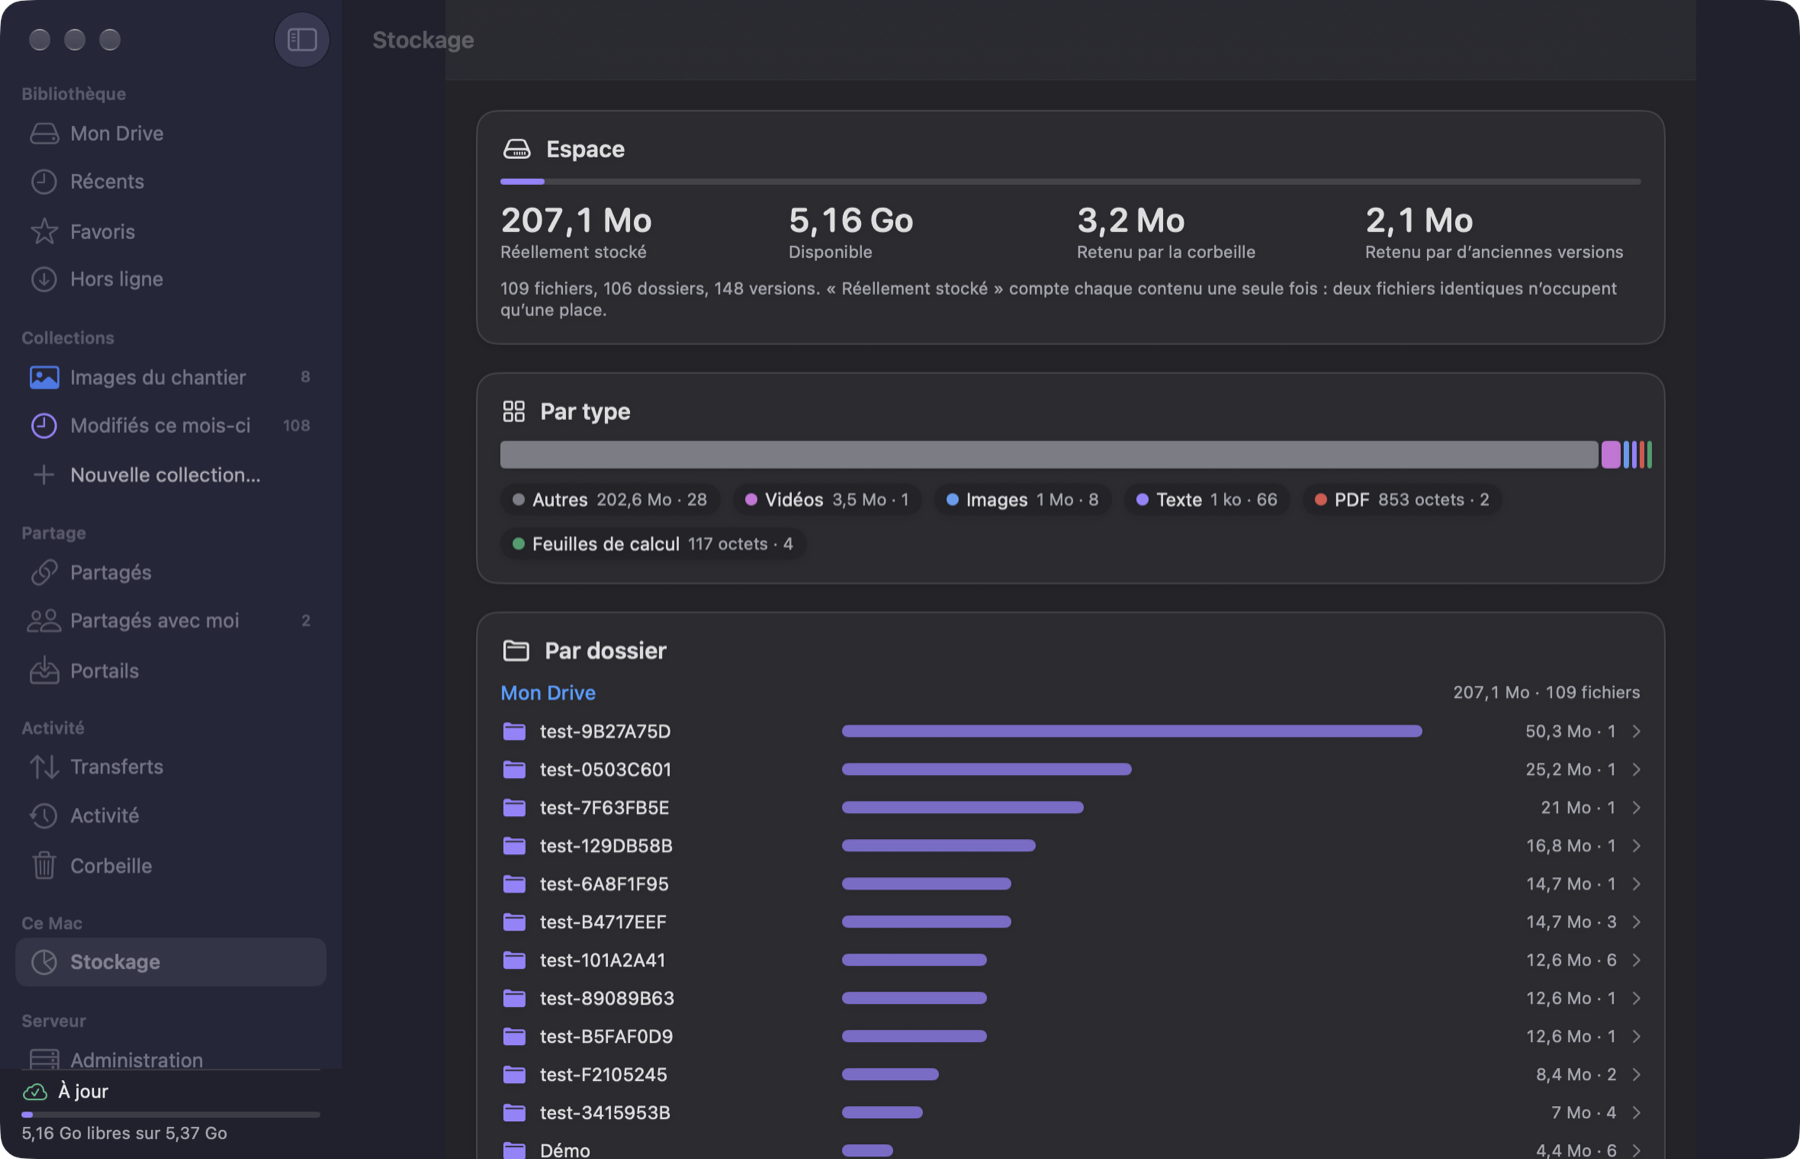 Stockage
Bibliothèque
Mon Drive
Récents
Favoris
Hors ligne
Collections
Images du chantier 8
Modifiés ce mois-ci 108
Nouvelle collection...
Partage
Partagés
Partagés avec moi 2
Portails
Activité
Transferts
Activité
Corbeille
Ce Mac
Stockage
Serveur
Administration
À jour
5,16 Go libres sur 5,37 Go
Espace
207,1 Mo 5,16 Go 3,2 Mo 2,1 Mo
Réellement stocké Disponible Retenu par la corbeille Retenu par d’anciennes versions
109 fichiers, 106 dossiers, 148 versions. « Réellement stocké » compte chaque contenu une seule fois : deux fichiers identiques n’occupent
qu’une place.
Par type
Autres 202,6 Mo · 28 Vidéos 3,5 Mo · 1 Images 1 Mo · 8 Texte 1 ko · 66 PDF 853 octets · 2
Feuilles de calcul 117 octets · 4
Par dossier
Mon Drive 207,1 Mo · 109 fichiers
test-9B27A75D 50,3 Mo · 1
test-0503C601 25,2 Mo · 1
test-7F63FB5E 21 Mo · 1
test-129DB58B 16,8 Mo · 1
test-6A8F1F95 14,7 Mo · 1
test-B4717EEF 14,7 Mo · 3
test-101A2A41 12,6 Mo · 6
test-89089B63 12,6 Mo · 1
test-B5FAF0D9 12,6 Mo · 1
test-F2105245 8,4 Mo · 2
test-3415953B 7 Mo · 4
Démo 4,4 Mo · 6